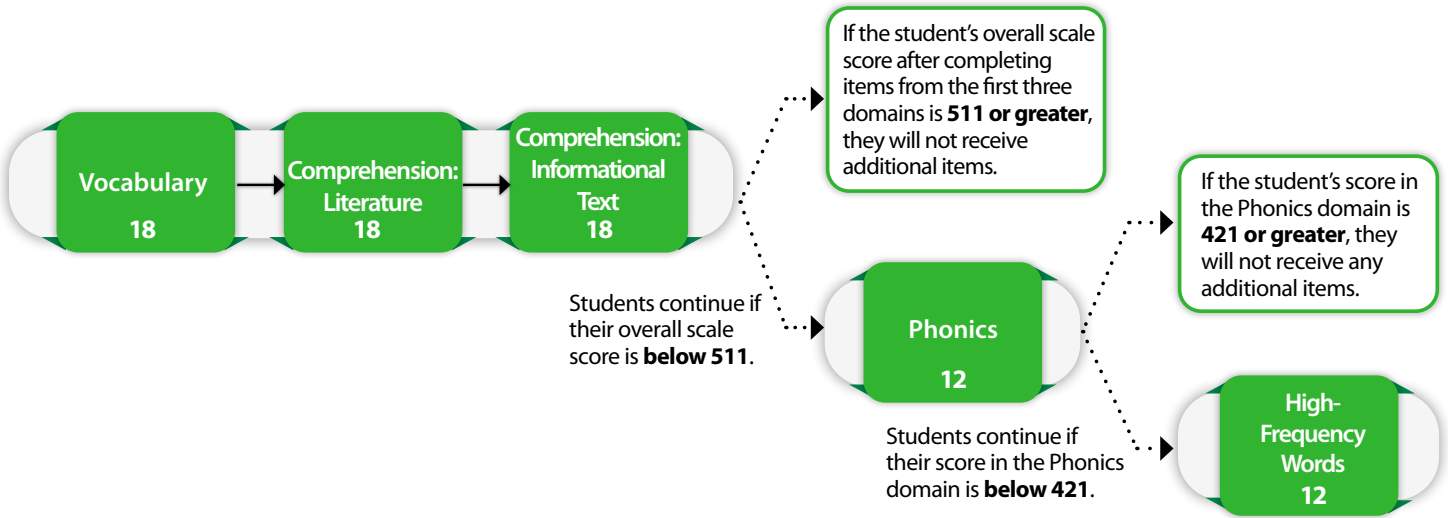 Vocabulary
18
Comprehension:
Literature
18
Comprehension:
Informational
Text
18
If the student’s overall scale
score after completing
items from the first three
domains is 511 or greater,
they will not receive
additional items.
Students continue if
their overall scale
score is below 511.
Phonics
12
If the student’s score in
the Phonics domain is
421 or greater, they
will not receive any
additional items.
Students continue if
their score in the Phonics
domain is below 421.
High-
Frequency
Words
12